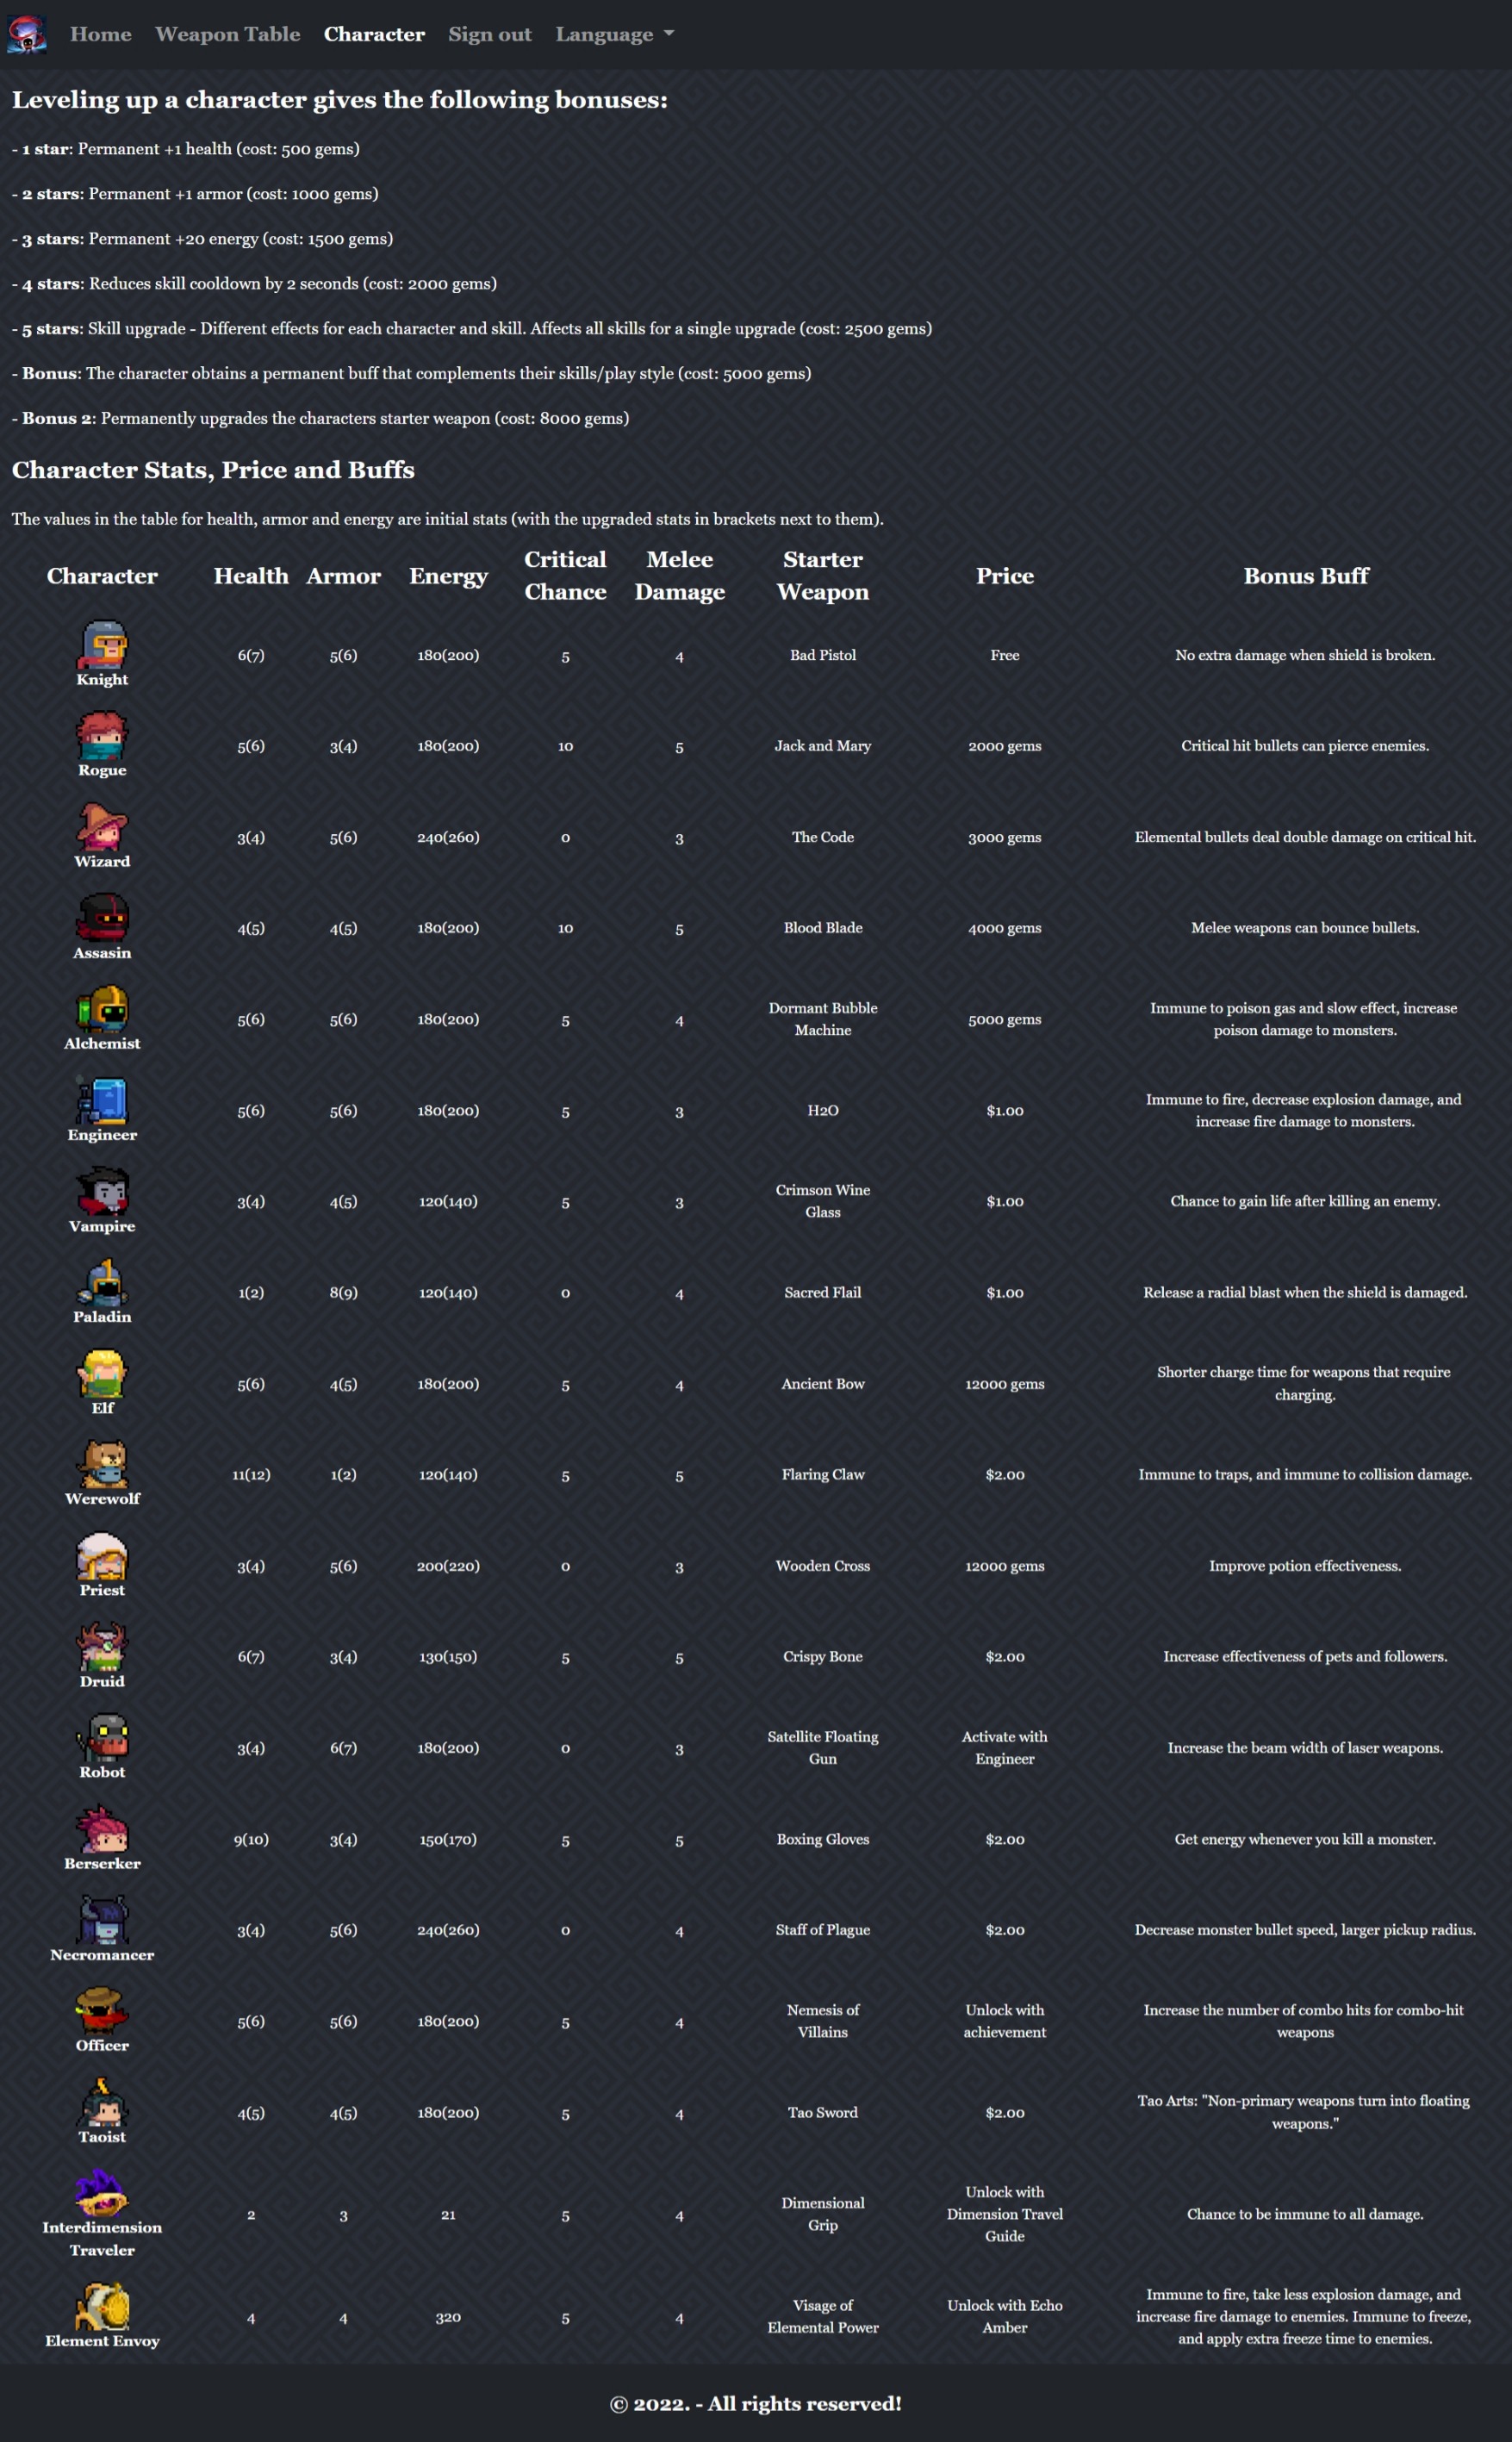 Home Weapon Table Character Sign out Language
Leveling up a character gives the following bonuses:
- 1 star: Permanent +1 health (cost: 500 gems)
- 2 stars: Permanent +1 armor (cost: 1000 gems)
- 3 stars: Permanent +20 energy (cost: 1500 gems)
- 4 stars: Reduces skill cooldown by 2 seconds (cost: 2000 gems)
- 5 stars: Skill upgrade - Different effects for each character and skill. Affects all skills for a single upgrade (cost: 2500 gems)
- Bonus: The character obtains a permanent buff that complements their skills/play style (cost: 5000 gems)
- Bonus 2: Permanently upgrades the characters starter weapon (cost: 8000 gems)
Character Stats, Price and Buffs
The values in the table for health, armor and energy are initial stats (with the upgraded stats in brackets next to them).
Character Health Armor Energy Critical Chance Melee Damage Starter Weapon Price Bonus Buff
Knight 6(7) 5(6) 180(200) 5 4 Bad Pistol Free No extra damage when shield is broken.
Rogue 5(6) 3(4) 180(200) 10 5 Jack and Mary 2000 gems Critical hit bullets can pierce enemies.
Wizard 3(4) 5(6) 240(260) 0 3 The Code 3000 gems Elemental bullets deal double damage on critical hit.
Assasin 4(5) 4(5) 180(200) 10 5 Blood Blade 4000 gems Melee weapons can bounce bullets.
Alchemist 5(6) 5(6) 180(200) 5 4 Dormant Bubble Machine 5000 gems Immune to poison gas and slow effect, increase poison damage to monsters.
Engineer 5(6) 5(6) 180(200) 5 3 H2O $1.00 Immune to fire, decrease explosion damage, and increase fire damage to monsters.
Vampire 3(4) 4(5) 120(140) 5 3 Crimson Wine Glass $1.00 Chance to gain life after killing an enemy.
Paladin 1(2) 8(9) 120(140) 0 4 Sacred Flail $1.00 Release a radial blast when the shield is damaged.
Elf 5(6) 4(5) 180(200) 5 4 Ancient Bow 12000 gems Shorter charge time for weapons that require charging.
Werewolf 11(12) 1(2) 120(140) 5 5 Flaring Claw $2.00 Immune to traps, and immune to collision damage.
Priest 3(4) 5(6) 200(220) 0 3 Wooden Cross 12000 gems Improve potion effectiveness.
Druid 6(7) 3(4) 130(150) 5 5 Crispy Bone $2.00 Increase effectiveness of pets and followers.
Robot 3(4) 6(7) 180(200) 0 3 Satellite Floating Gun Activate with Engineer Increase the beam width of laser weapons.
Berserker 9(10) 3(4) 150(170) 5 5 Boxing Gloves $2.00 Get energy whenever you kill a monster.
Necromancer 3(4) 5(6) 240(260) 0 4 Staff of Plague $2.00 Decrease monster bullet speed, larger pickup radius.
Officer 5(6) 5(6) 180(200) 5 4 Nemesis of Villains Unlock with achievement Increase the number of combo hits for combo-hit weapons
Taoist 4(5) 4(5) 180(200) 5 4 Tao Sword $2.00 Tao Arts: "Non-primary weapons turn into floating weapons."
Interdimension Traveler 2 3 21 5 4 Dimensional Grip Unlock with Dimension Travel Guide Chance to be immune to all damage.
Element Envoy 4 4 320 5 4 Visage of Elemental Power Unlock with Echo Amber Immune to fire, take less explosion damage, and increase fire damage to enemies. Immune to freeze, and apply extra freeze time to enemies.
© 2022. - All rights reserved!